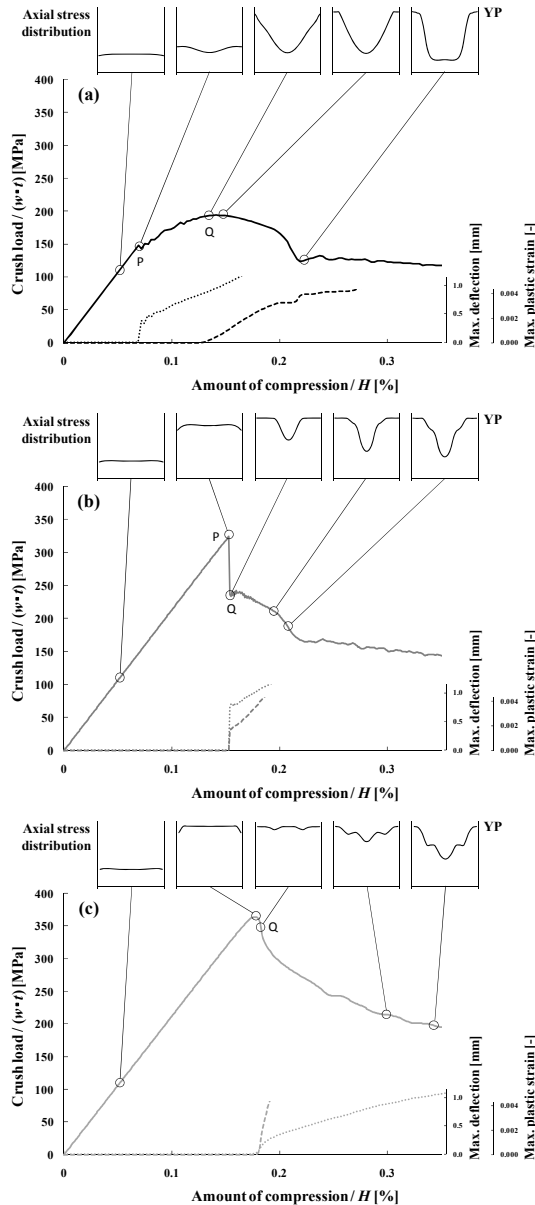 Axial stress
distribution
YP
(a)
Crush load / (w•t) [MPa]
400
350
300
250
200
150
100
50
0
P
Q
1.0
0.5
0.0
Max. deflection [mm]
0.004
0.002
0.000
Max. plastic strain [-]
0
0.1
0.2
0.3
Amount of compression / H [%]
Axial stress
distribution
YP
(b)
Crush load / (w•t) [MPa]
400
350
300
250
200
150
100
50
0
P
Q
1.0
0.5
0.0
Max. deflection [mm]
0.004
0.002
0.000
Max. plastic strain [-]
0
0.1
0.2
0.3
Amount of compression / H [%]
Axial stress
distribution
YP
(c)
Crush load / (w•t) [MPa]
400
350
300
250
200
150
100
50
0
Q
1.0
0.5
0.0
Max. deflection [mm]
0.004
0.002
0.000
Max. plastic strain [-]
0
0.1
0.2
0.3
Amount of compression / H [%]